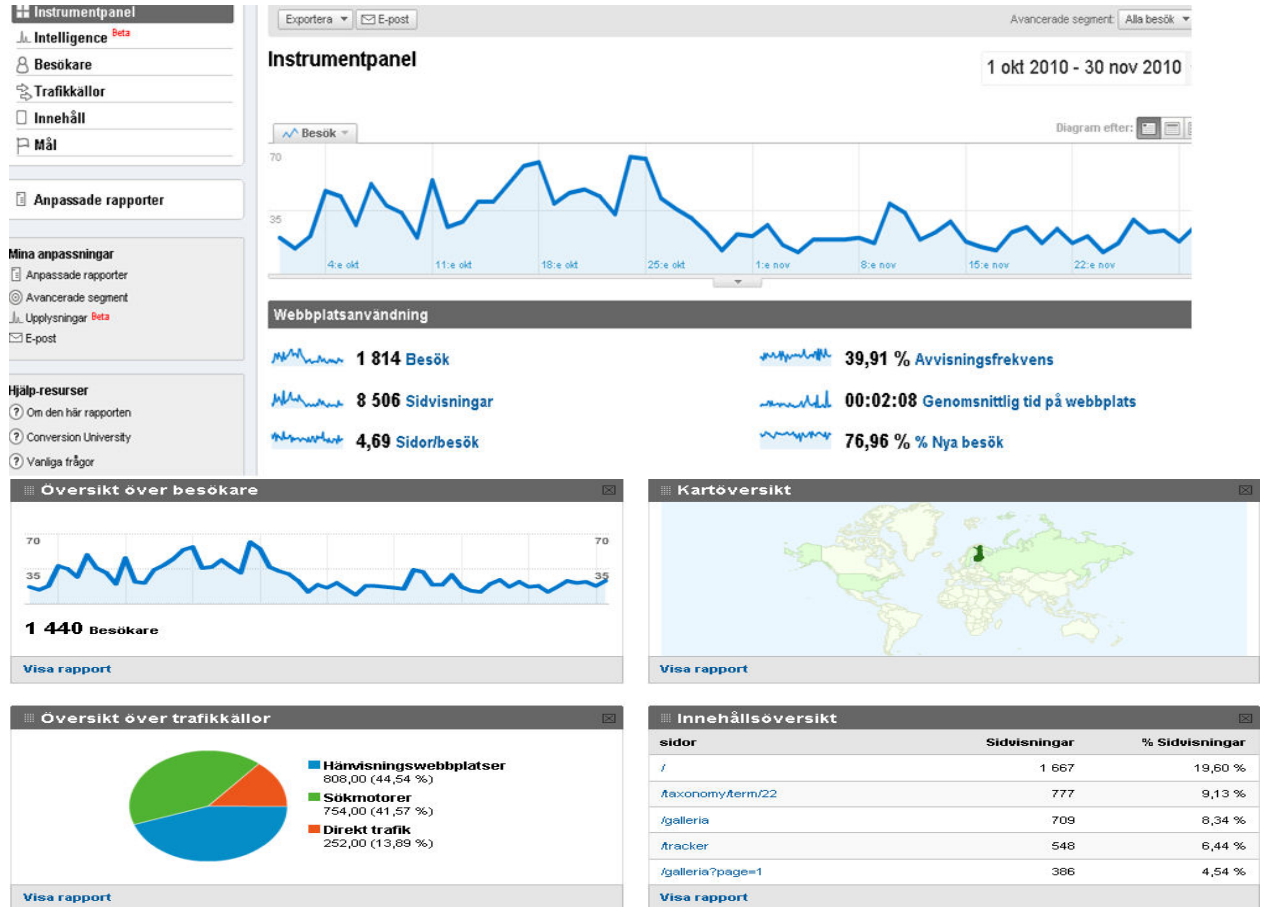 Instrumentpanel
Intelligence Beta
Besökare
Trafikkällor
Innehåll
Mål
Anpassade rapporter
Mina anpassningar
Anpassade rapporter
Avancerade segment
Upplysningar Beta
E-post
Hjälp-resurser
Om den här rapporten
Conversion University
Vanliga frågor
Exportera E-post
Avancerade segment: Alla besök
Instrumentpanel
1 okt 2010 - 30 nov 2010
Besök
Diagram efter:
70
35
4:e okt 11:e okt 18:e okt 25:e okt 1:e nov 8:e nov 15:e nov 22:e nov
Webbplatsanvändning
1 814 Besök
8 506 Sidvisningar
4,69 Sidor/besök
39,91 % Avvisningsfrekvens
00:02:08 Genomsnittlig tid på webbplats
76,96 % % Nya besök
Översikt över besökare
70 70
35 35
1 440 Besökare
Visa rapport
Kartöversikt
Visa rapport
Översikt över trafikkällor
Hänvisningswebbplatser
808,00 (44,54 %)
Sökmotorer
754,00 (41,57 %)
Direkt trafik
252,00 (13,89 %)
Visa rapport
Innehållsöversikt
sidor Sidvisningar % Sidvisningar
/ 1 667 19,60 %
/taxonomy/term/22 777 9,13 %
/galleria 709 8,34 %
/tracker 548 6,44 %
/galleria?page=1 386 4,54 %
Visa rapport